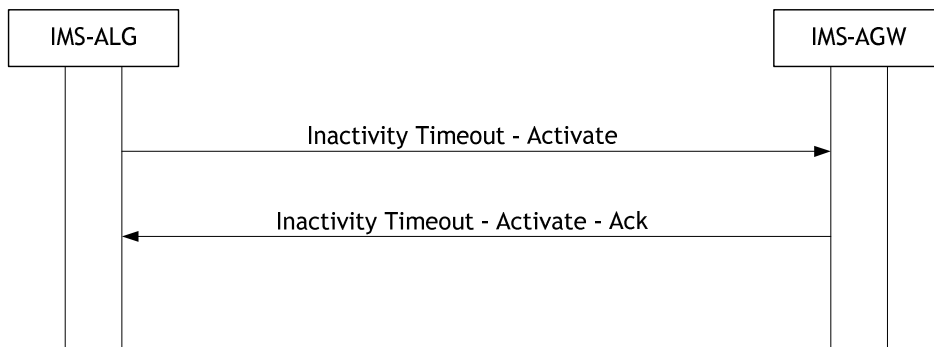 IMS-ALG
IMS-AGW
Inactivity Timeout - Activate
Inactivity Timeout - Activate - Ack